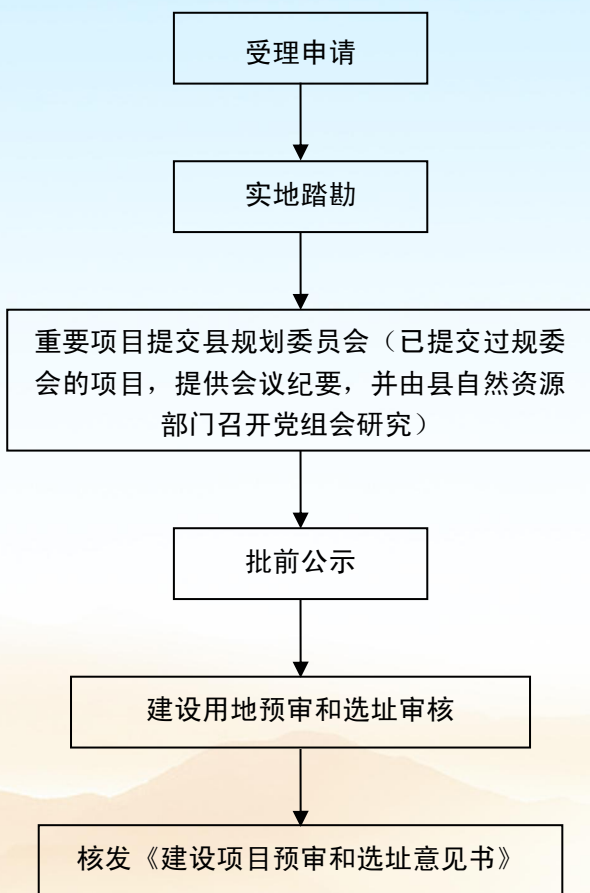 受理申请
实地踏勘
重要项目提交县规划委员会（已提交过规委
会的项目，提供会议纪要，并由县自然资源
部门召开党组会研究）
批前公示
建设用地预审和选址审核
核发《建设项目预审和选址意见书》